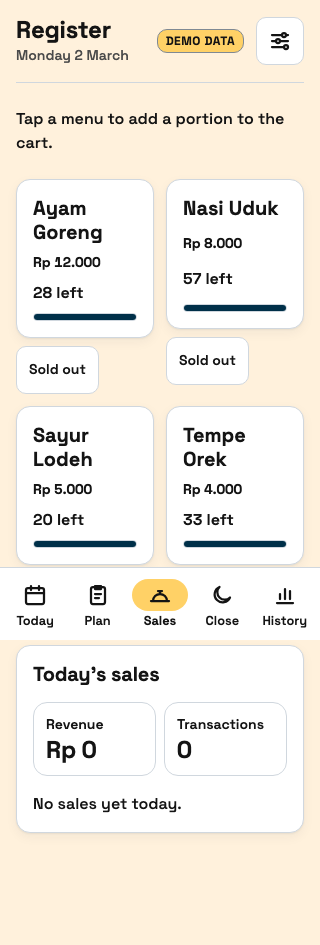 Register
Monday 2 March
DEMO DATA
Tap a menu to add a portion to the
cart.
Ayam
Goreng
Rp 12.000
28 left
Sold out
Nasi Uduk
Rp 8.000
57 left
Sold out
Sayur
Lodeh
Rp 5.000
20 left
Tempe
Orek
Rp 4.000
33 left
Today
Plan
Sales
Close
History
Today's sales
Revenue
Rp 0
Transactions
0
No sales yet today.